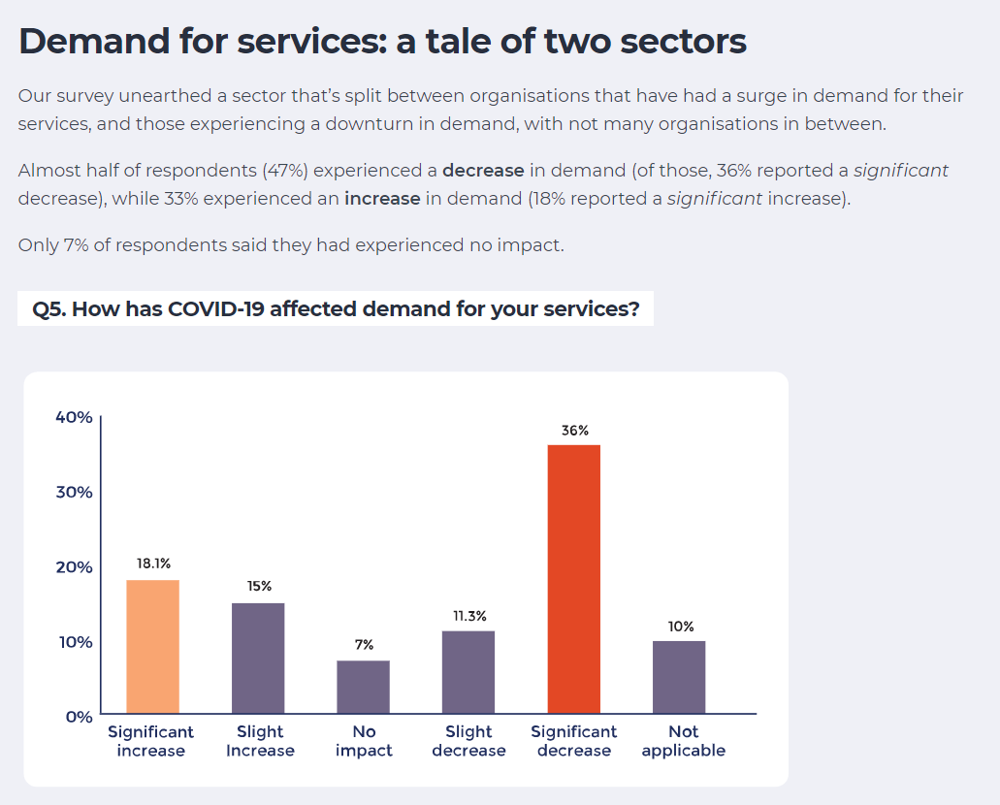 Demand for services: a tale of two sectors
Our survey unearthed a sector that's split between organisations that have had a surge in demand for their
services, and those experiencing a downturn in demand, with not many organisations in between.
Almost half of respondents (47%) experienced a decrease in demand (of those, 36% reported a significant
decrease), while 33% experienced an increase in demand (18% reported a significant increase).
Only 7% of respondents said they had experienced no impact.
Q5. How has COVID-19 affected demand for your services?
40%
30%
20%
10%
0%
18.1%
15%
7%
11.3%
36%
10%
Significant
increase
Slight
Increase
No
impact
Slight
decrease
Significant
decrease
Not
applicable